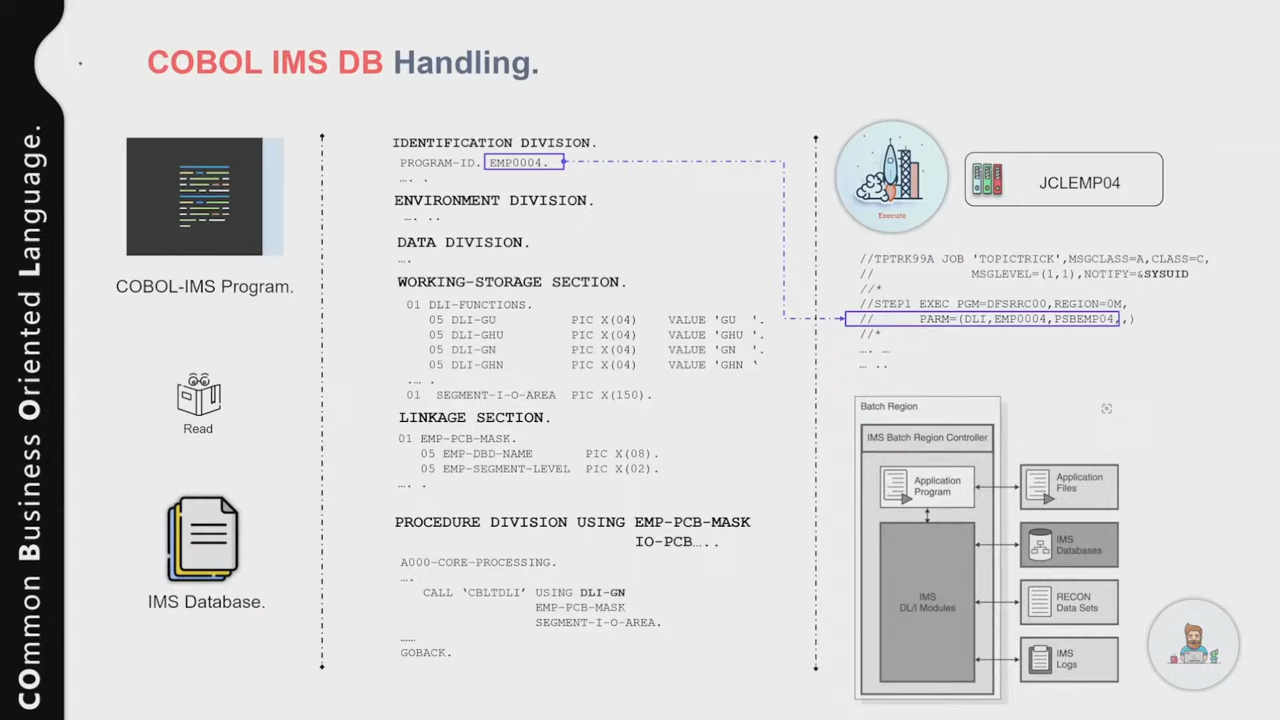 COmmon Business Oriented Language.
COBOL IMS DB Handling.
COBOL-IMS Program.
Read
IMS Database.
IDENTIFICATION DIVISION.
PROGRAM-ID. EMP0004.
…. .
ENVIRONMENT DIVISION.
…. ..
DATA DIVISION.
….
WORKING-STORAGE SECTION.
01 DLI-FUNCTIONS.
05 DLI-GU PIC X(04) VALUE 'GU '.
05 DLI-GHU PIC X(04) VALUE 'GHU '.
05 DLI-GN PIC X(04) VALUE 'GN '.
05 DLI-GHN PIC X(04) VALUE 'GHN ‘
…. .
01 SEGMENT-I-O-AREA PIC X(150).
LINKAGE SECTION.
01 EMP-PCB-MASK.
05 EMP-DBD-NAME PIC X(08).
05 EMP-SEGMENT-LEVEL PIC X(02).
…. .
PROCEDURE DIVISION USING EMP-PCB-MASK
IO-PCB…..
A000-CORE-PROCESSING.
….
CALL ‘CBLTDLI’ USING DLI-GN
EMP-PCB-MASK
SEGMENT-I-O-AREA.
……
GOBACK.
Execute
JCLEMP04
//TPTRK99A JOB 'TOPICTRICK',MSGCLASS=A,CLASS=C,
// MSGLEVEL=(1,1),NOTIFY=&SYSUID
//*
//STEP1 EXEC PGM=DFSRRC00,REGION=0M,
// PARM=(DLI,EMP0004,PSBEMP04,,)
//*
…. …
… ..
Batch Region
IMS Batch Region Controller
Application
Program
IMS
DL/I Modules
Application
Files
IMS
Databases
RECON
Data Sets
IMS
Logs